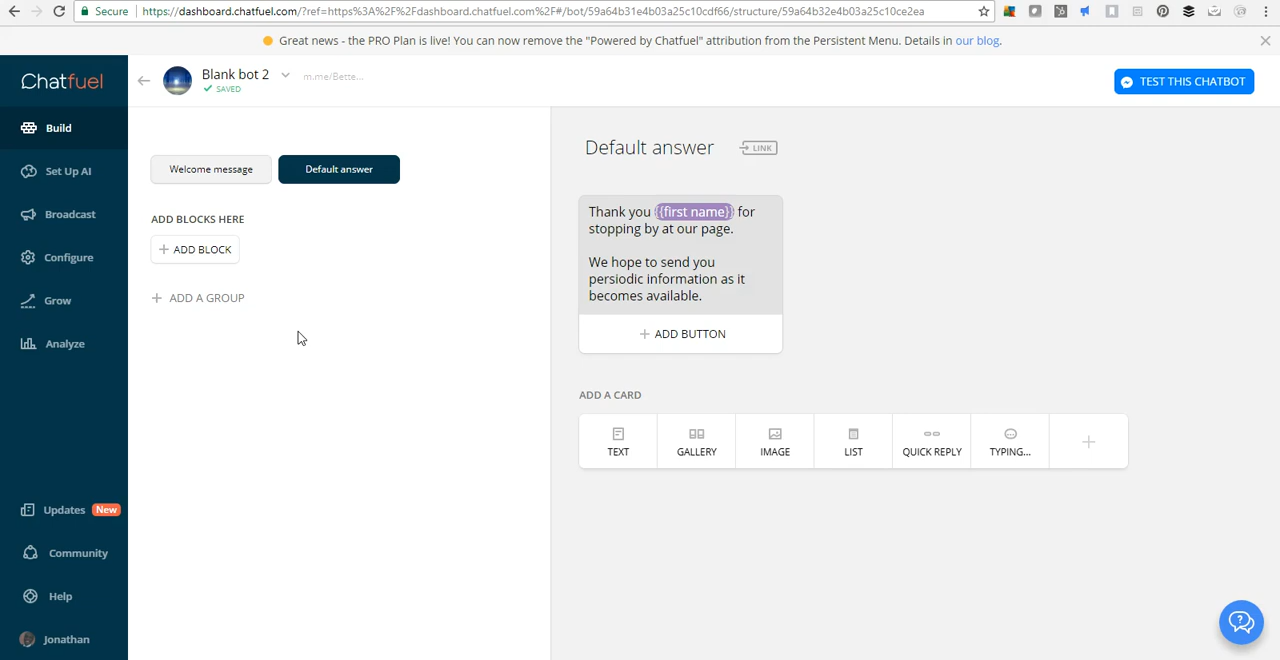 Secure
https://dashboard.chatfuel.com/?ref=https%3A%2F%2Fdashboard.chatfuel.com%2F#/bot/59a64b31e4b03a25c10cdf66/structure/59a64b32e4b03a25c10ce2ea
Great news - the PRO Plan is live! You can now remove the "Powered by Chatfuel" attribution from the Persistent Menu. Details in our blog.
Chatfuel
Blank bot 2
m.me/Bette...
SAVED
TEST THIS CHATBOT
Build
Set Up AI
Broadcast
Configure
Grow
Analyze
Updates New
Community
Help
Jonathan
Welcome message
Default answer
ADD BLOCKS HERE
+ ADD BLOCK
+ ADD A GROUP
Default answer
LINK
Thank you {{first name}} for
stopping by at our page.
We hope to send you
persiodic information as it
becomes available.
+ ADD BUTTON
ADD A CARD
TEXT
GALLERY
IMAGE
LIST
QUICK REPLY
TYPING...
+